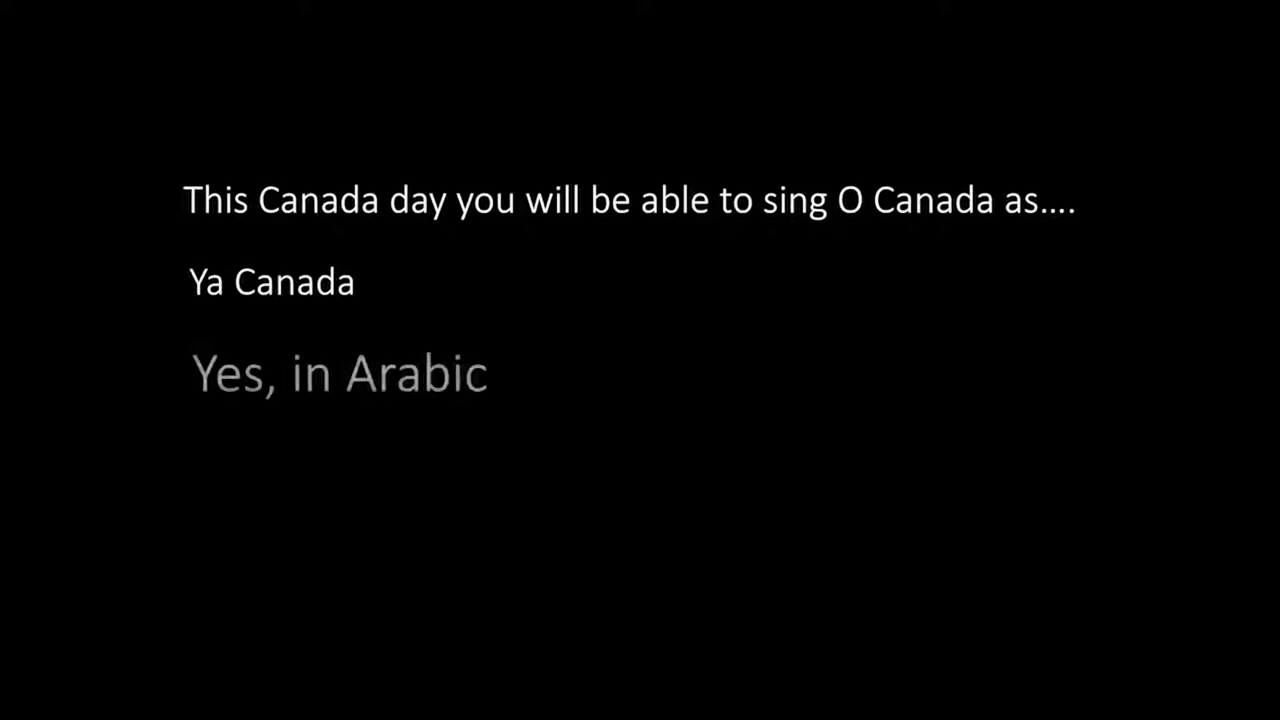 This Canada day you will be able to sing O Canada as....
Ya Canada
Yes, in Arabic